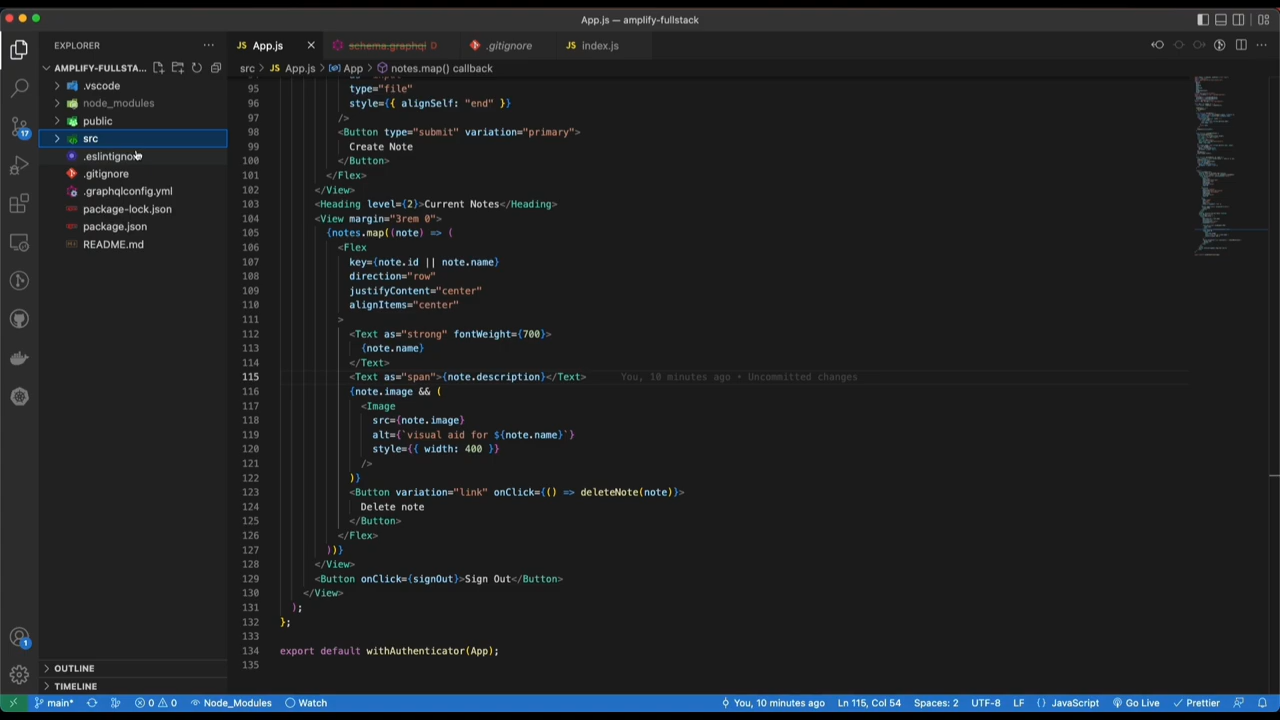 App.js — amplify-fullstack
EXPLORER
App.js
schema.graphql D
.gitignore
JS index.js
AMPLIFY-FULLSTA...
src > JS App.js > App > notes.map() callback
.vscode
node_modules
public
src
.eslintignore
.gitignore
.graphqlconfig.yml
package-lock.json
package.json
README.md
17
95 type="file"
96 style={{ alignSelf: "end" }}
97 />
98 <Button type="submit" variation="primary">
99 Create Note
100 </Button>
101 </Flex>
102 </View>
103 <Heading level={2}>Current Notes</Heading>
104 <View margin="3rem 0">
105 {notes.map((note) => (
106 <Flex
107 key={note.id || note.name}
108 direction="row"
109 justifyContent="center"
110 alignItems="center"
111 >
112 <Text as="strong" fontWeight={700}>
113 {note.name}
114 </Text>
115 <Text as="span">{note.description}</Text> You, 10 minutes ago • Uncommitted changes
116 {note.image && (
117 <Image
118 src={note.image}
119 alt={`visual aid for ${note.name}`}
120 style={{ width: 400 }}
121 />
122 )}
123 <Button variation="link" onClick={() => deleteNote(note)}>
124 Delete note
125 </Button>
126 </Flex>
127 ))}
128 </View>
129 <Button onClick={signOut}>Sign Out</Button>
130 </View>
131 );
132 };
133
134 export default withAuthenticator(App);
135
1
OUTLINE
TIMELINE
main* 0 0 Node_Modules Watch You, 10 minutes ago Ln 115, Col 54 Spaces: 2 UTF-8 LF {} JavaScript Go Live Prettier